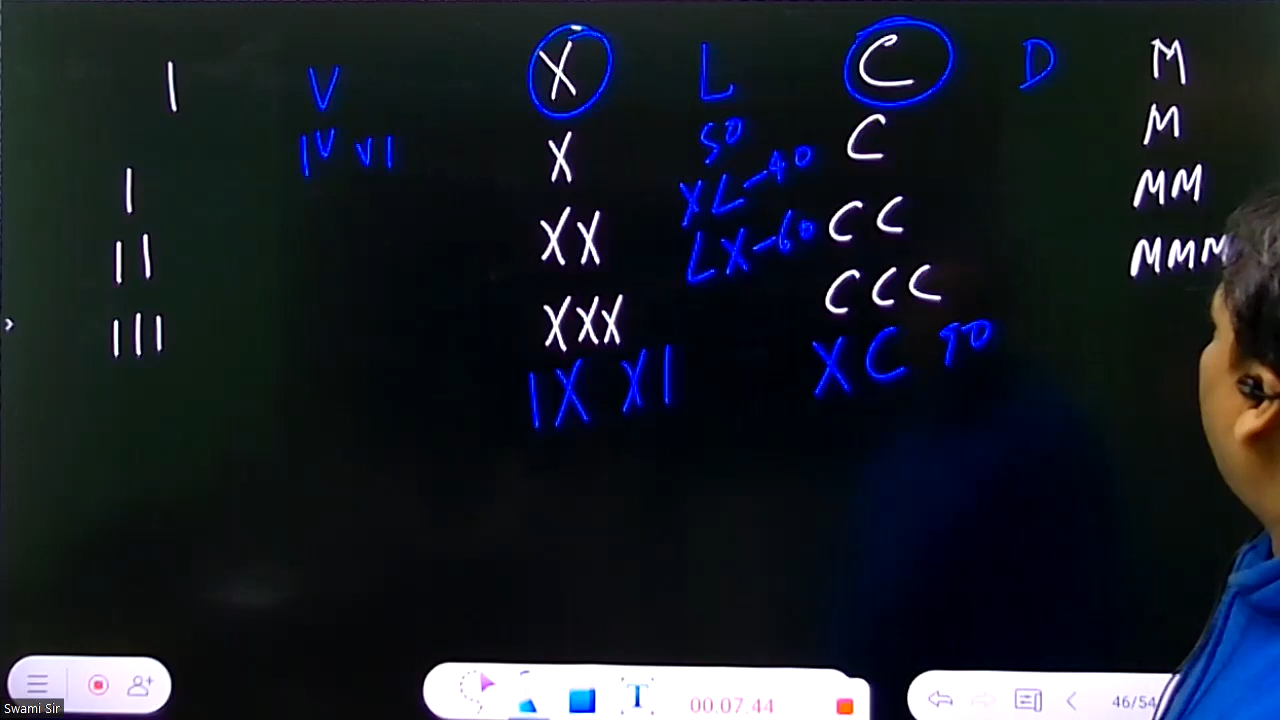 I V X L C D M
IV VI X 50 C M
I XL-40 MM
XX LX-60 CC
II MMM
XXX CCC
III
IX XI XC 90
Swami Sir
T
00.07.44
46/54